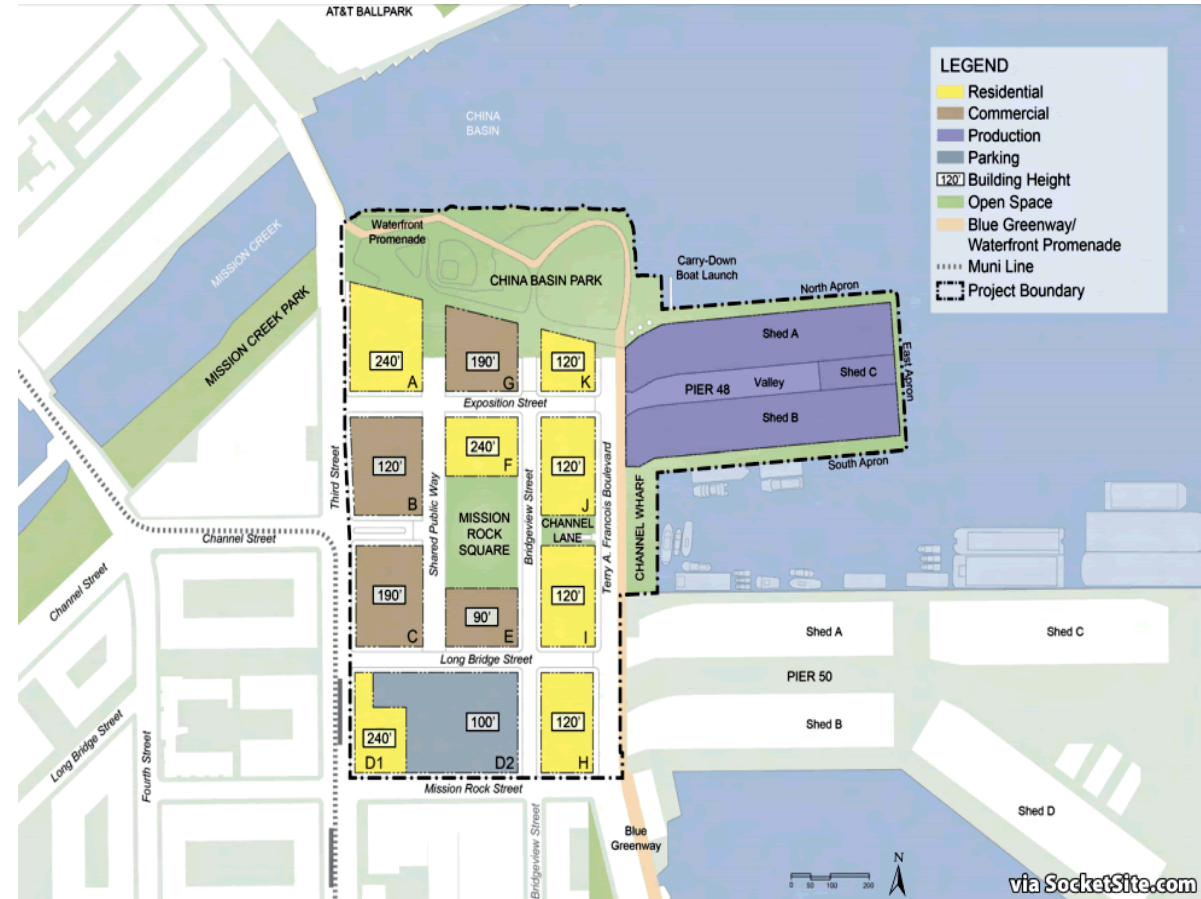 AT&T BALLPARK
LEGEND
Residential
Commercial
Production
Parking
120' Building Height
Open Space
Blue Greenway/
Waterfront Promenade
Muni Line
Project Boundary
CHINA
BASIN
MISSION CREEK
MISSION CREEK PARK
Waterfront
Promenade
CHINA BASIN PARK
Carry-Down
Boat Launch
North Apron
East Apron
South Apron
Shed A
PIER 48
Valley
Shed C
Shed B
240'
A
190'
G
120'
K
Exposition Street
Third Street
120'
B
Shared Public Way
240'
F
MISSION
ROCK
SQUARE
Bridgeview Street
120'
J
CHANNEL
LANE
Terry A. Francois Boulevard
CHANNEL WHARF
190'
C
90'
E
120'
I
Long Bridge Street
240'
D1
100'
D2
120'
H
Mission Rock Street
Channel Street
Channel Street
Long Bridge Street
Fourth Street
Bridgeview Street
Blue
Greenway
Shed A
Shed C
PIER 50
Shed B
Shed D
N
0 50 100 200
via SocketSite.com